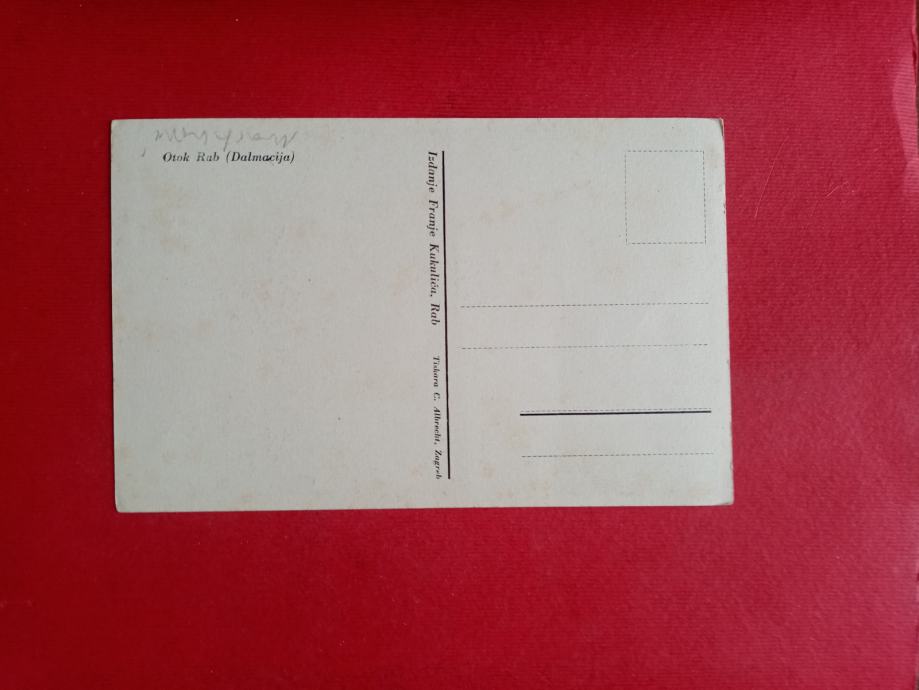 Otok Rab (Dalmacija)
Izdanje Franje Kukulića, Rab
Tiskara C. Albrecht, Zagreb